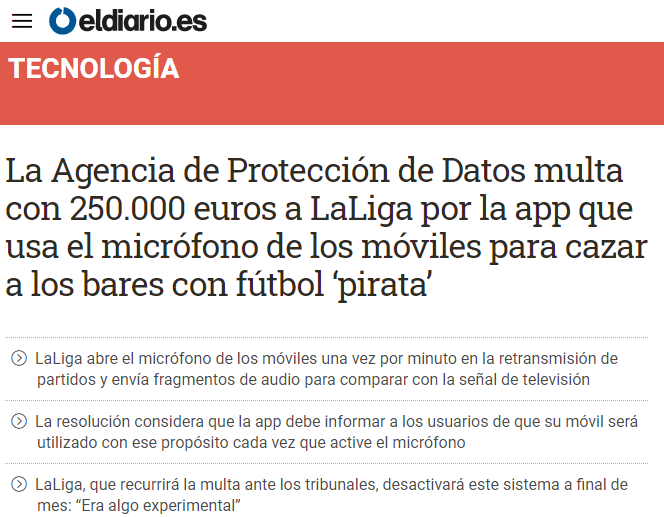 eldiario.es
TECNOLOGÍA
La Agencia de Protección de Datos multa
con 250.000 euros a LaLiga por la app que
usa el micrófono de los móviles para cazar
a los bares con fútbol ‘pirata’
LaLiga abre el micrófono de los móviles una vez por minuto en la retransmisión de
partidos y envía fragmentos de audio para comparar con la señal de televisión
La resolución considera que la app debe informar a los usuarios de que su móvil será
utilizado con ese propósito cada vez que active el micrófono
LaLiga, que recurrirá la multa ante los tribunales, desactivará este sistema a final de
mes: “Era algo experimental”